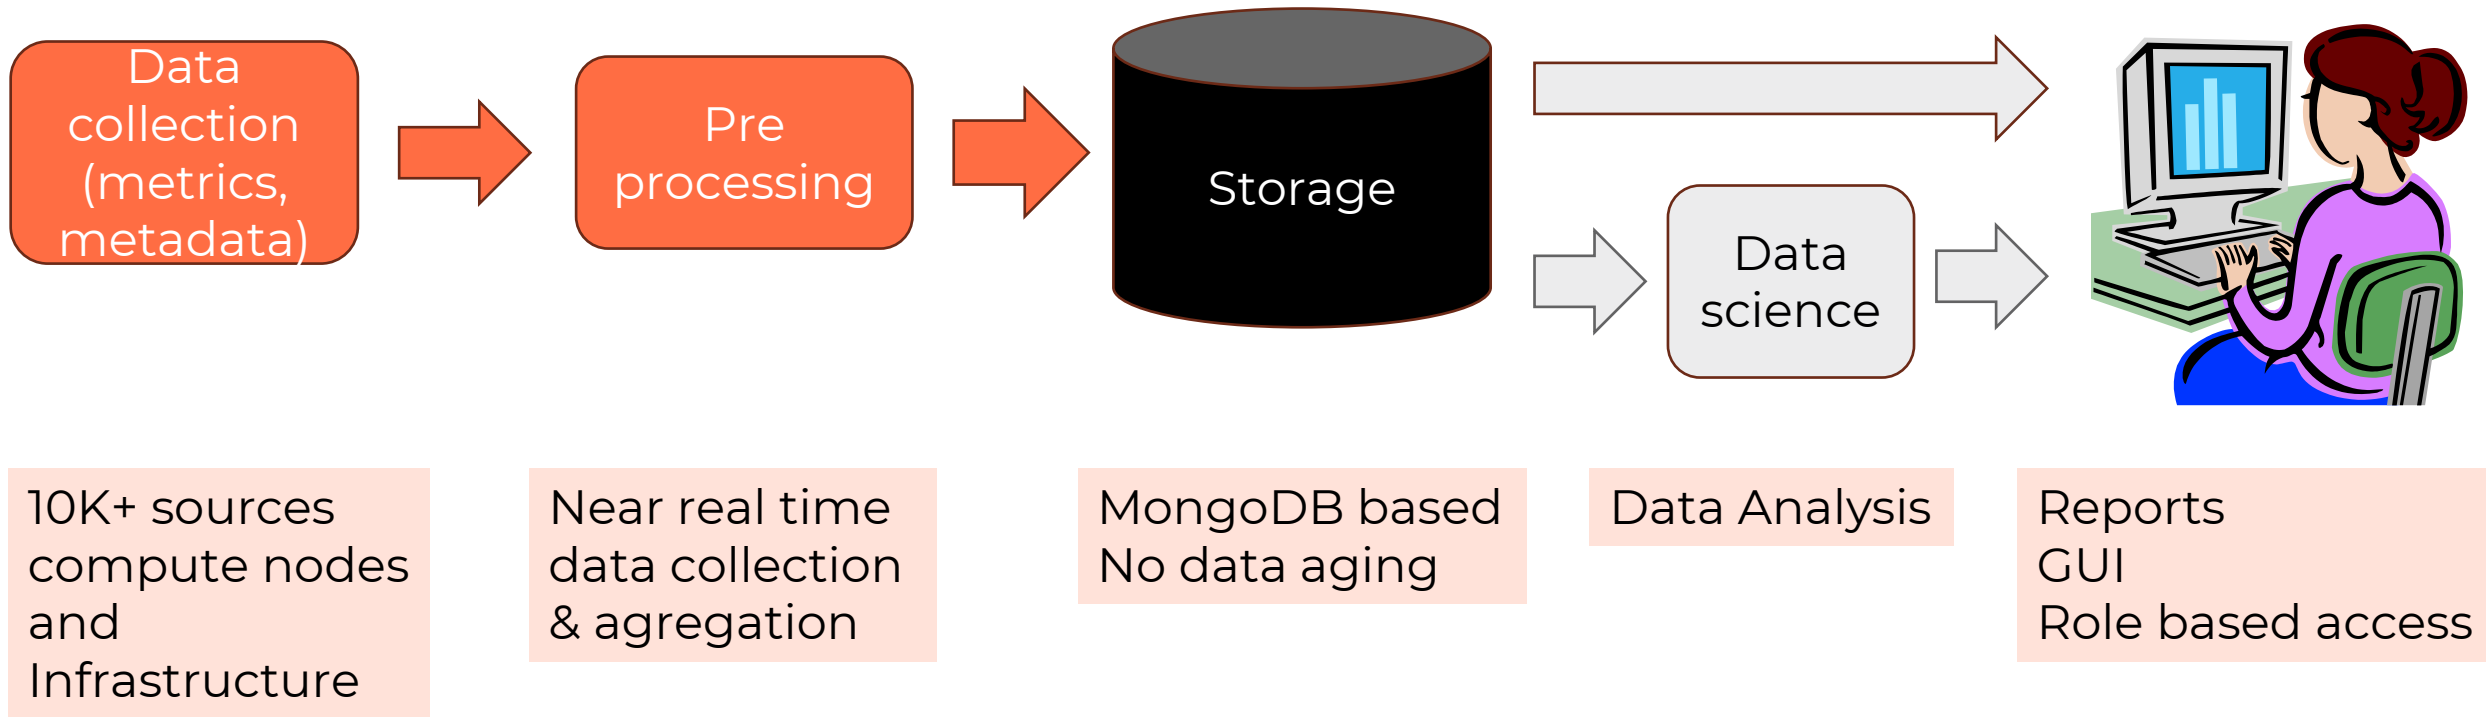 Data
collection
(metrics,
metadata)
Pre
processing
Storage
Data
science
10K+ sources
compute nodes
and
Infrastructure
Near real time
data collection
& agregation
MongoDB based
No data aging
Data Analysis
Reports
GUI
Role based access